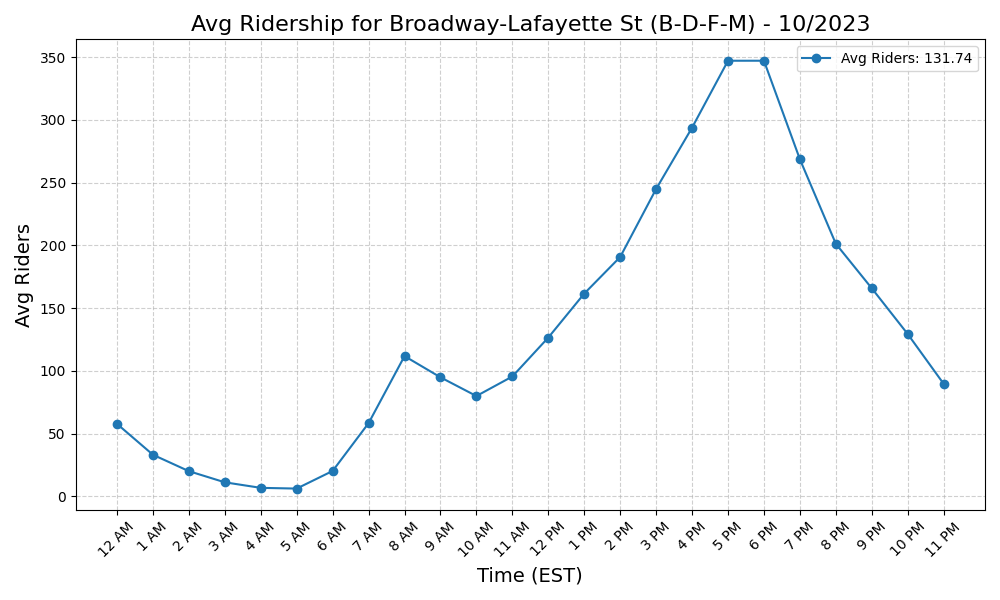 Avg Ridership for Broadway-Lafayette St (B-D-F-M) - 10/2023
Avg Riders: 131.74
Avg Riders
350
300
250
200
150
100
50
0
12 AM
1 AM
2 AM
3 AM
4 AM
5 AM
6 AM
7 AM
8 AM
9 AM
10 AM
11 AM
12 PM
1 PM
2 PM
3 PM
4 PM
5 PM
6 PM
7 PM
8 PM
9 PM
10 PM
11 PM
Time (EST)